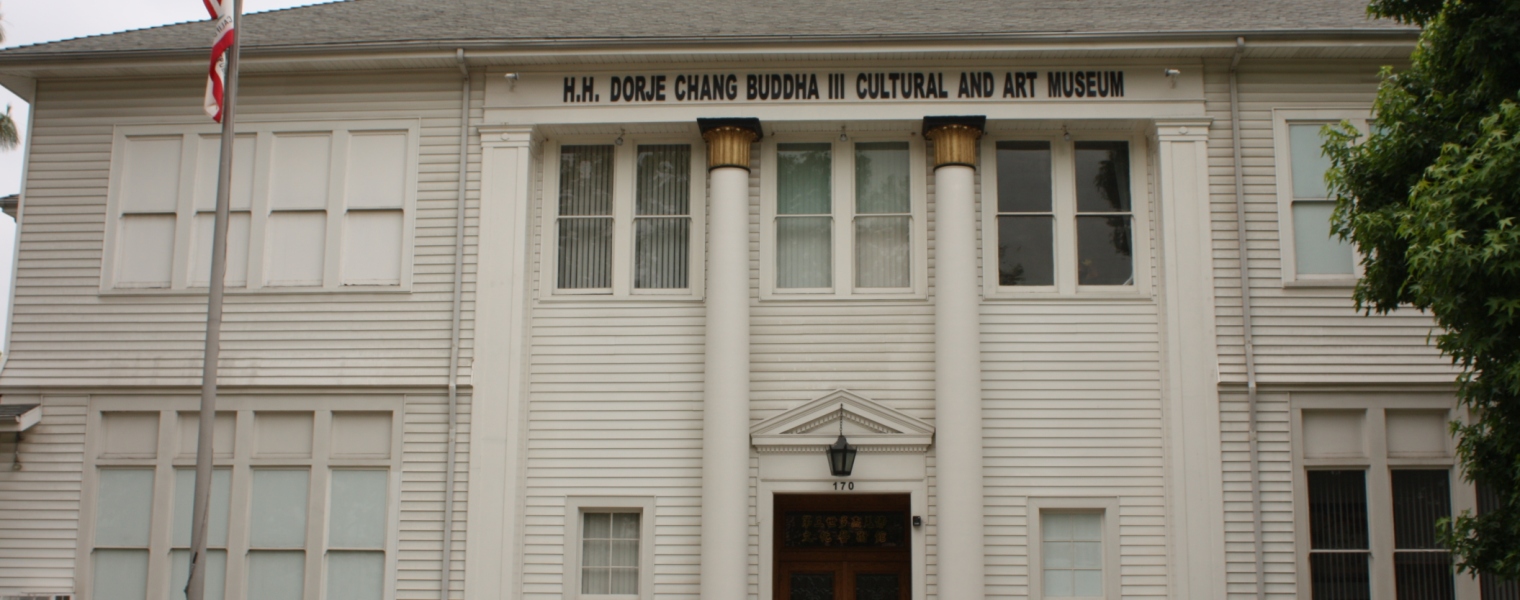 H.H. DORJE CHANG BUDDHA III CULTURAL AND ART MUSEUM
170